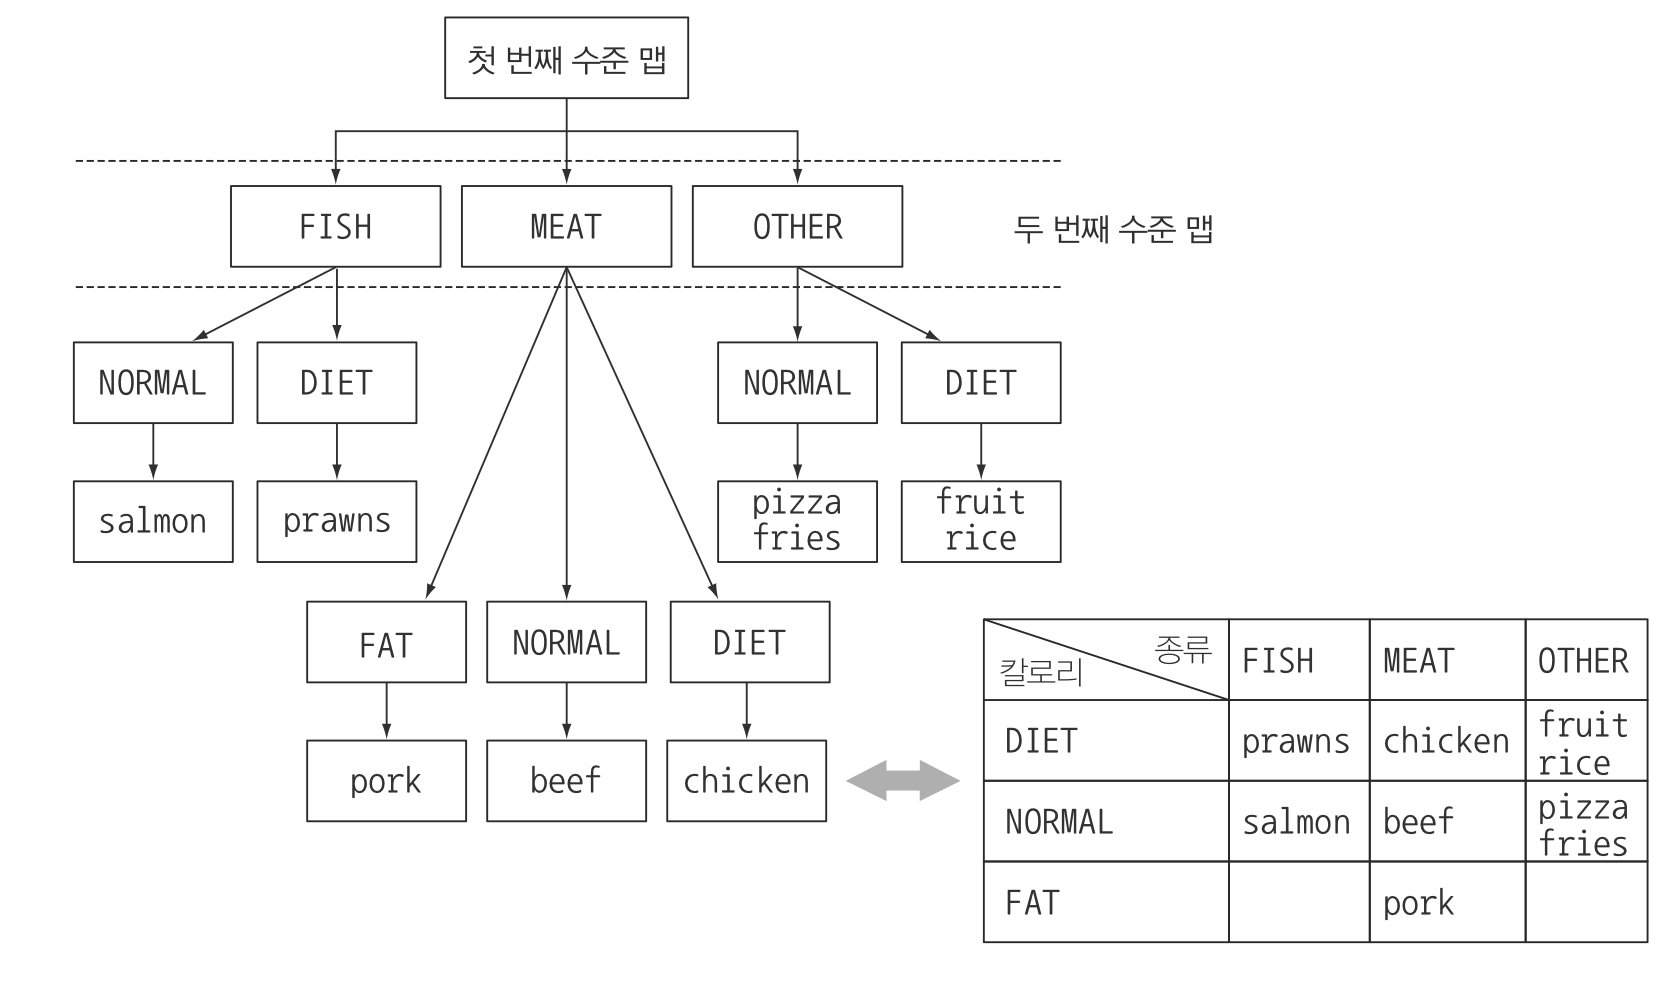 첫 번째 수준 맵
FISH
MEAT
OTHER
두 번째 수준 맵
NORMAL
DIET
NORMAL
DIET
salmon
prawns
pizza
fries
fruit
rice
FAT
NORMAL
DIET
pork
beef
chicken
종류
칼로리
FISH
MEAT
OTHER
DIET
prawns
chicken
fruit
rice
NORMAL
salmon
beef
pizza
fries
FAT
pork